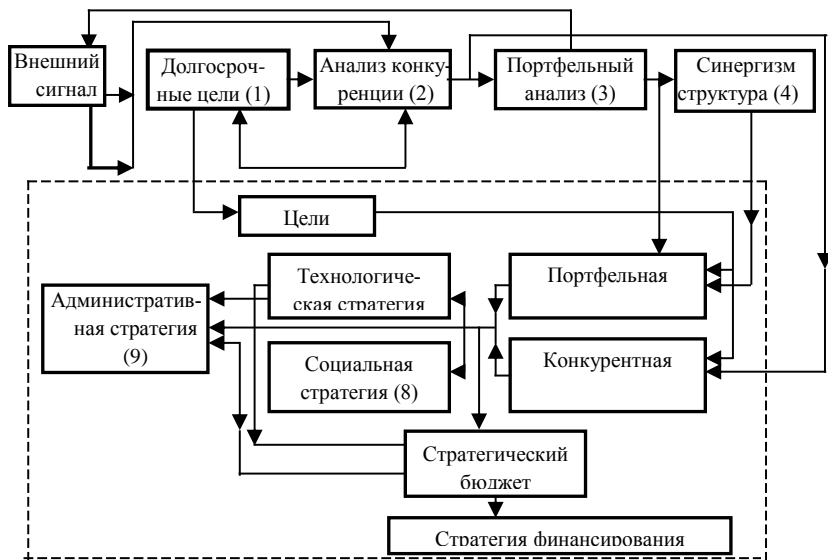 Внешний
сигнал
Долгосроч-
ные цели (1)
Анализ конку-
ренции (2)
Портфельный
анализ (3)
Синергизм
структура (4)
Цели
Технологиче-
ская стратегия
Портфельная
Административ-
ная стратегия
(9)
Социальная
стратегия (8)
Конкурентная
Стратегический
бюджет
Стратегия финансирования